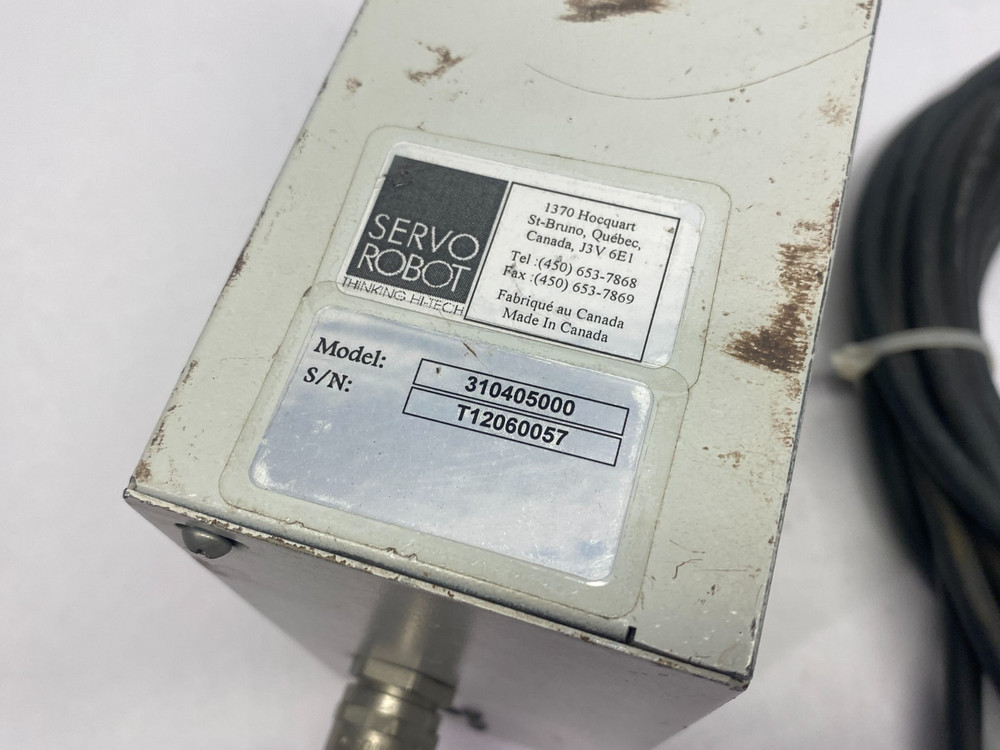 SERVO
ROBOT
THINKING HI-TECH
1370 Hocquart
St-Bruno, Québec,
Canada, J3V 6E1
Tel :(450) 653-7868
Fax :(450) 653-7869
Fabriqué au Canada
Made In Canada
Model: 310405000
S/N: T12060057